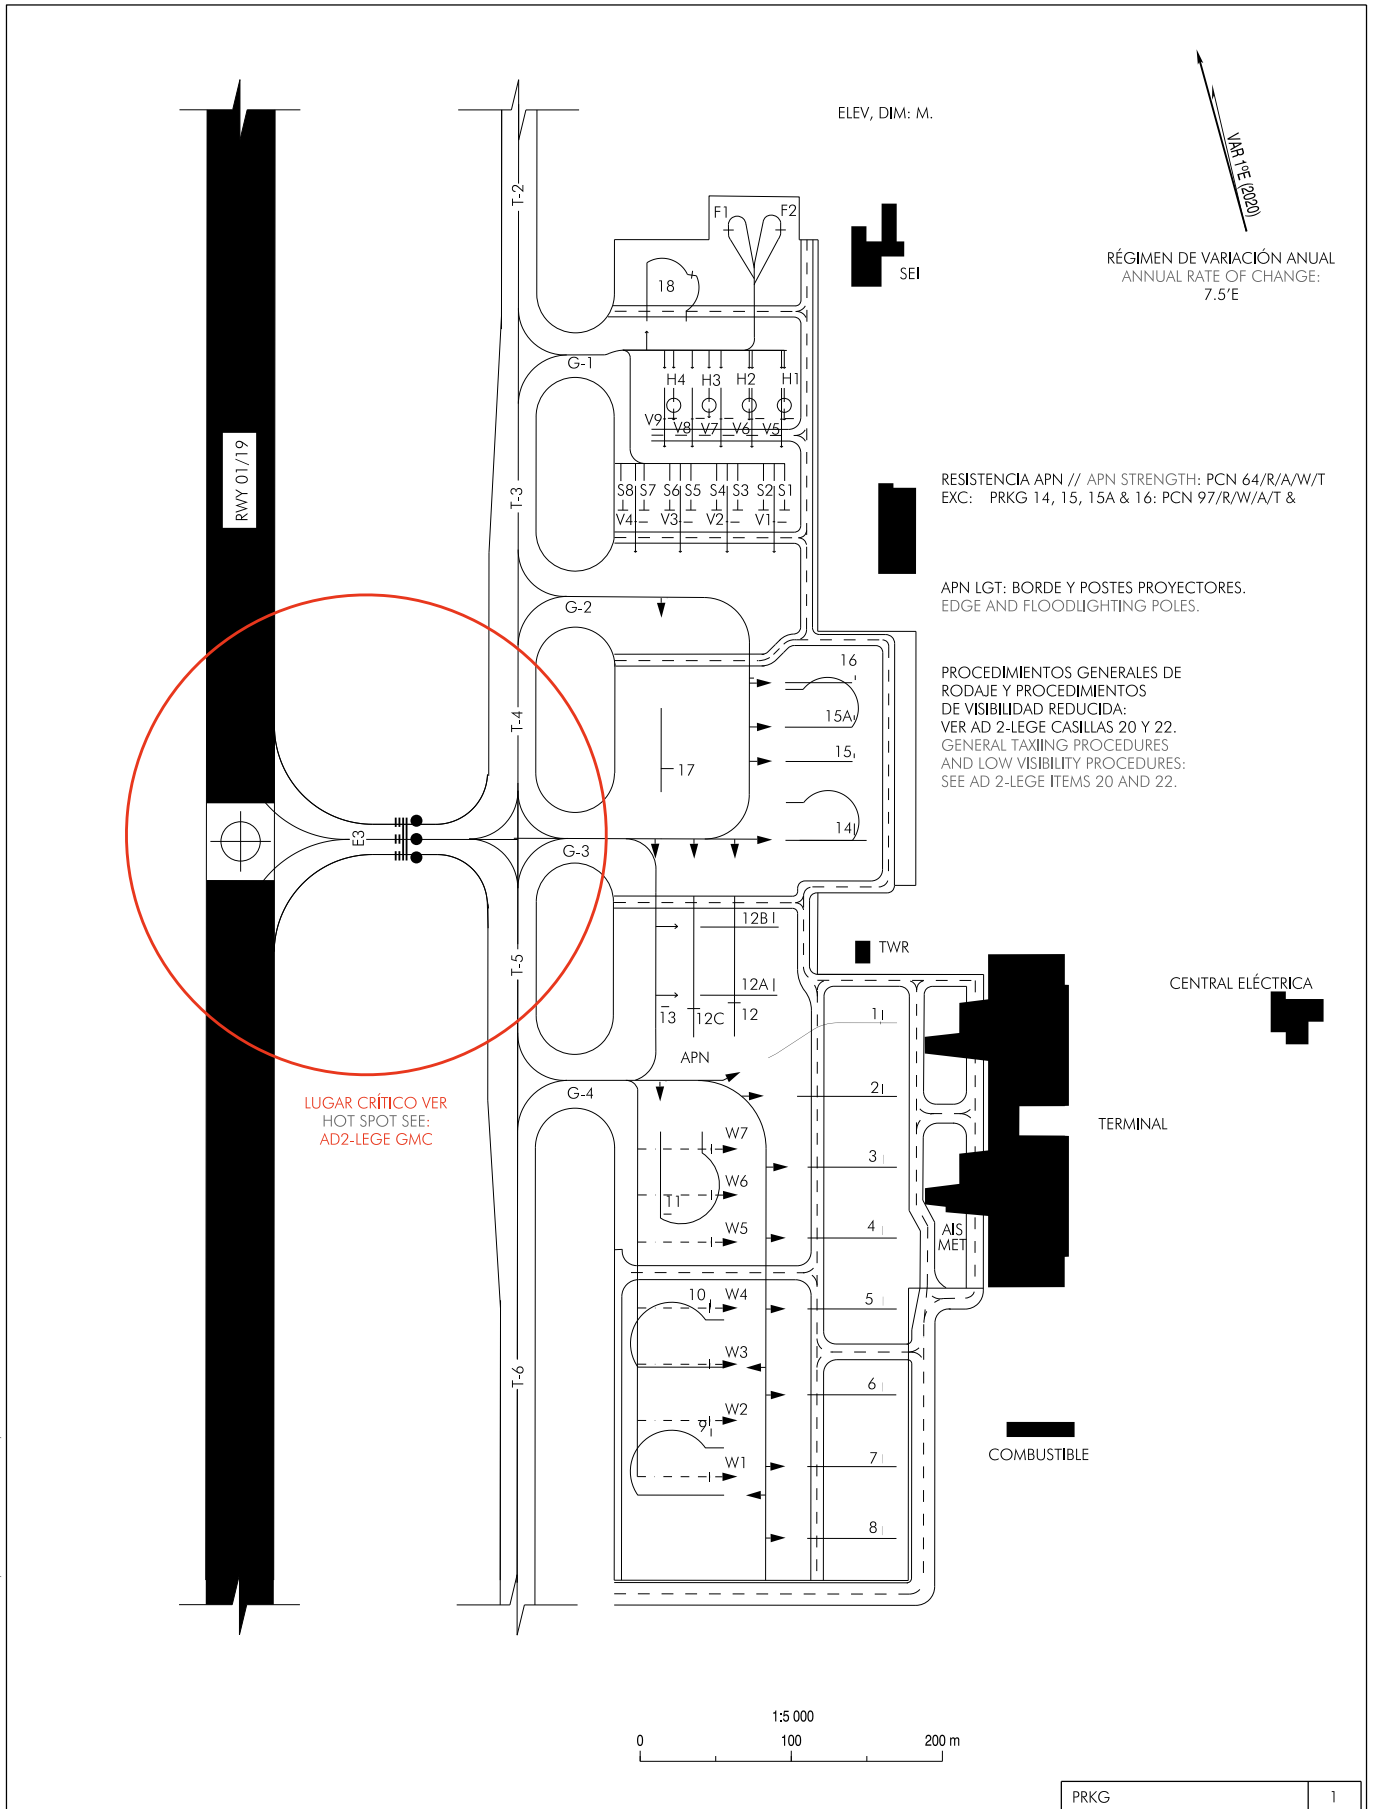 ELEV, DIM: M.
VAR 1ºE (2020)
RÉGIMEN DE VARIACIÓN ANUAL
ANNUAL RATE OF CHANGE:
7.5'E
T-2
F1
F2
SEI
18
G-1
H4
H3
H2
H1
V9
V8
V7
V6
V5
RWY 01/19
T-3
S8
S7
S6
S5
S4
S3
S2
S1
V4
V3
V2
V1
RESISTENCIA APN // APN STRENGTH: PCN 64/R/A/W/T
EXC: PRKG 14, 15, 15A & 16: PCN 97/R/W/A/T &
APN LGT: BORDE Y POSTES PROYECTORES.
EDGE AND FLOODLIGHTING POLES.
G-2
16
T-4
15A
15
17
14
PROCEDIMIENTOS GENERALES DE
RODAJE Y PROCEDIMIENTOS
DE VISIBILIDAD REDUCIDA:
VER AD 2-LEGE CASILLAS 20 Y 22.
GENERAL TAXIING PROCEDURES
AND LOW VISIBILITY PROCEDURES:
SEE AD 2-LEGE ITEMS 20 AND 22.
E3
G-3
12B
TWR
T-5
12A
13
12C
12
1
CENTRAL ELÉCTRICA
APN
G-4
2
LUGAR CRÍTICO VER
HOT SPOT SEE:
AD2-LEGE GMC
TERMINAL
W7
3
W6
11
W5
4
AIS
MET
10
W4
5
W3
T-6
6
W2
9
COMBUSTIBLE
W1
7
8
1:5 000
0
100
200 m
PRKG
1